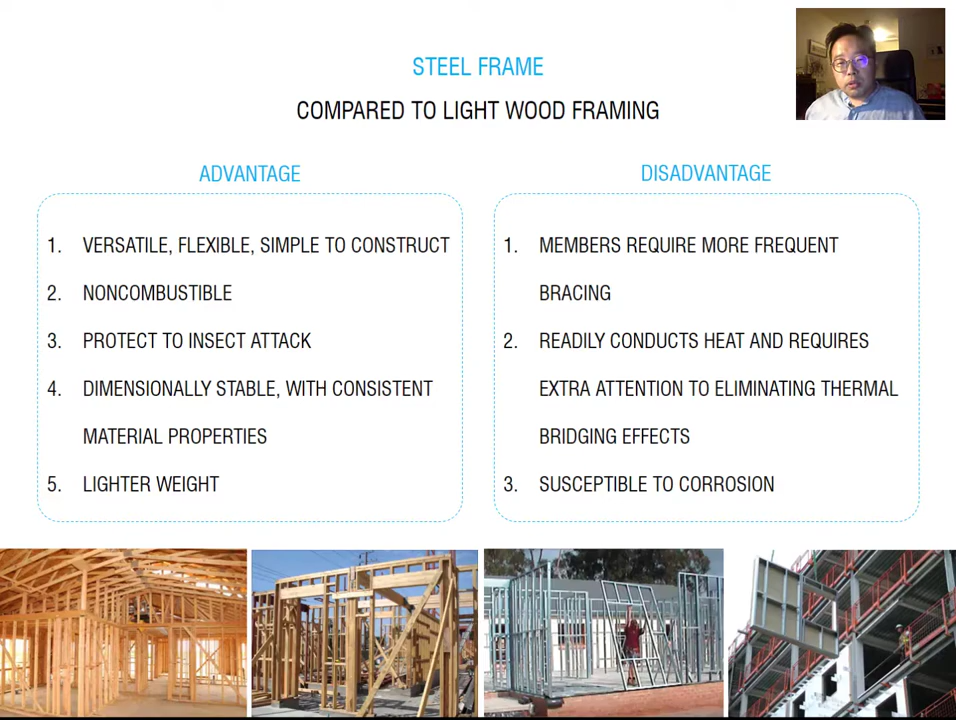 STEEL FRAME
COMPARED TO LIGHT WOOD FRAMING
ADVANTAGE
1. VERSATILE, FLEXIBLE, SIMPLE TO CONSTRUCT
2. NONCOMBUSTIBLE
3. PROTECT TO INSECT ATTACK
4. DIMENSIONALLY STABLE, WITH CONSISTENT
MATERIAL PROPERTIES
5. LIGHTER WEIGHT
DISADVANTAGE
1. MEMBERS REQUIRE MORE FREQUENT
BRACING
2. READILY CONDUCTS HEAT AND REQUIRES
EXTRA ATTENTION TO ELIMINATING THERMAL
BRIDGING EFFECTS
3. SUSCEPTIBLE TO CORROSION